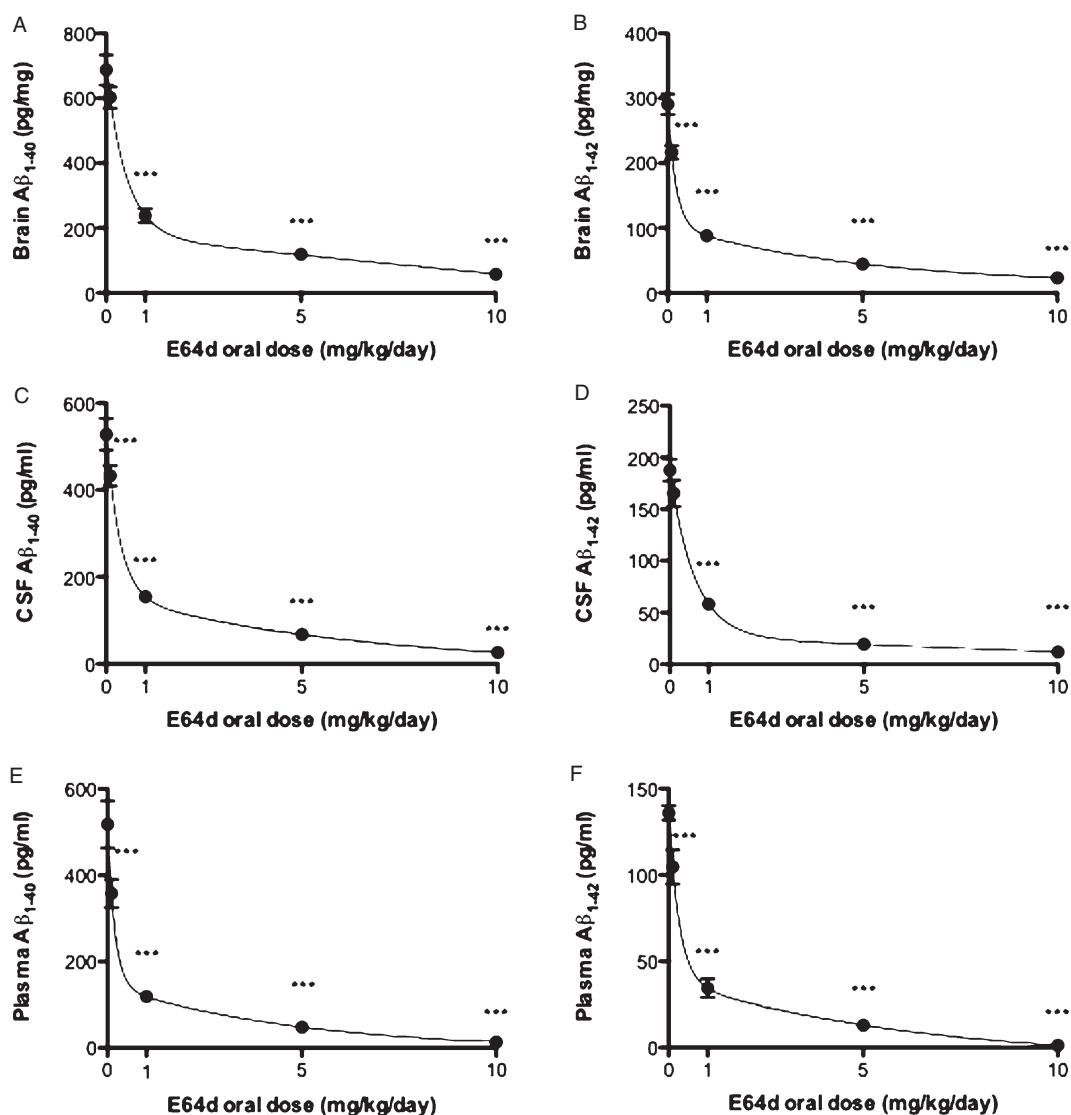 A
Brain Aβ1-40 (pg/mg)
800
600
400
200
0
0 1 5 10
E64d oral dose (mg/kg/day)
B
Brain Aβ1-42 (pg/mg)
400
300
200
100
0
0 1 5 10
E64d oral dose (mg/kg/day)
C
CSF Aβ1-40 (pg/ml)
600
400
200
0
0 1 5 10
E64d oral dose (mg/kg/day)
D
CSF Aβ1-42 (pg/ml)
250
200
150
100
50
0
0 1 5 10
E64d oral dose (mg/kg/day)
E
Plasma Aβ1-40 (pg/ml)
600
400
200
0
0 1 5 10
E64d oral dose (mg/kg/day)
F
Plasma Aβ1-42 (pg/ml)
150
100
50
0
0 1 5 10
E64d oral dose (mg/kg/day)